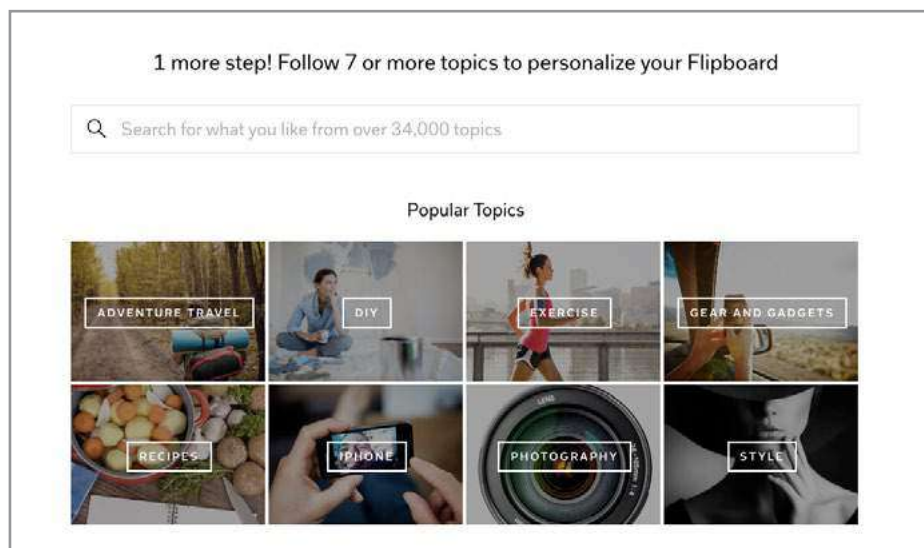 1 more step! Follow 7 or more topics to personalize your Flipboard
Search for what you like from over 34,000 topics
Popular Topics
ADVENTURE TRAVEL
DIY
EXERCISE
GEAR AND GADGETS
RECIPES
IPHONE
PHOTOGRAPHY
STYLE
LENS